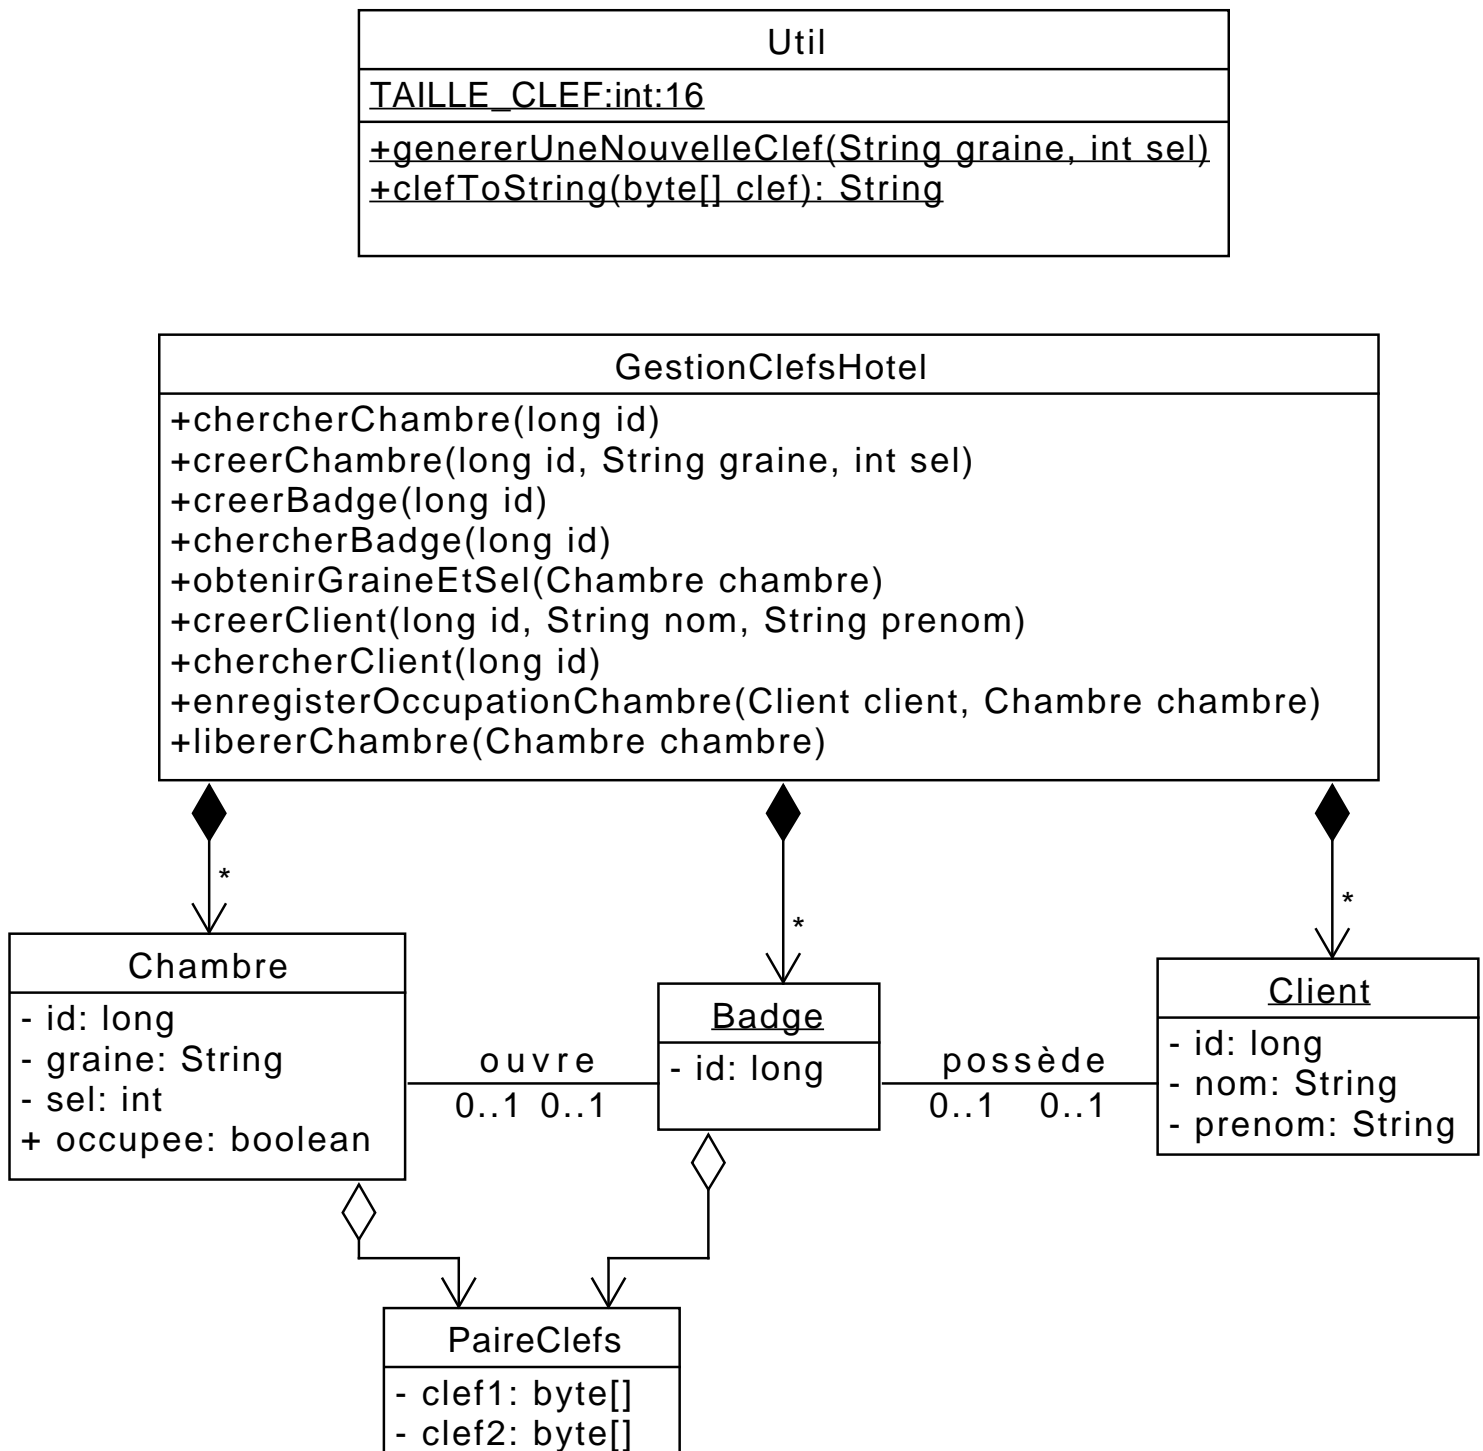 Util
TAILLE_CLEF:int:16
+genererUneNouvelleClef(String graine, int sel)
+clefToString(byte[] clef): String
GestionClefsHotel
+chercherChambre(long id)
+creerChambre(long id, String graine, int sel)
+creerBadge(long id)
+chercherBadge(long id)
+obtenirGraineEtSel(Chambre chambre)
+creerClient(long id, String nom, String prenom)
+chercherClient(long id)
+enregisterOccupationChambre(Client client, Chambre chambre)
+libererChambre(Chambre chambre)
*
*
*
Chambre
- id: long
- graine: String
- sel: int
+ occupee: boolean
ouvre
0..1 0..1
Badge
- id: long
possède
0..1 0..1
Client
- id: long
- nom: String
- prenom: String
PaireClefs
- clef1: byte[]
- clef2: byte[]